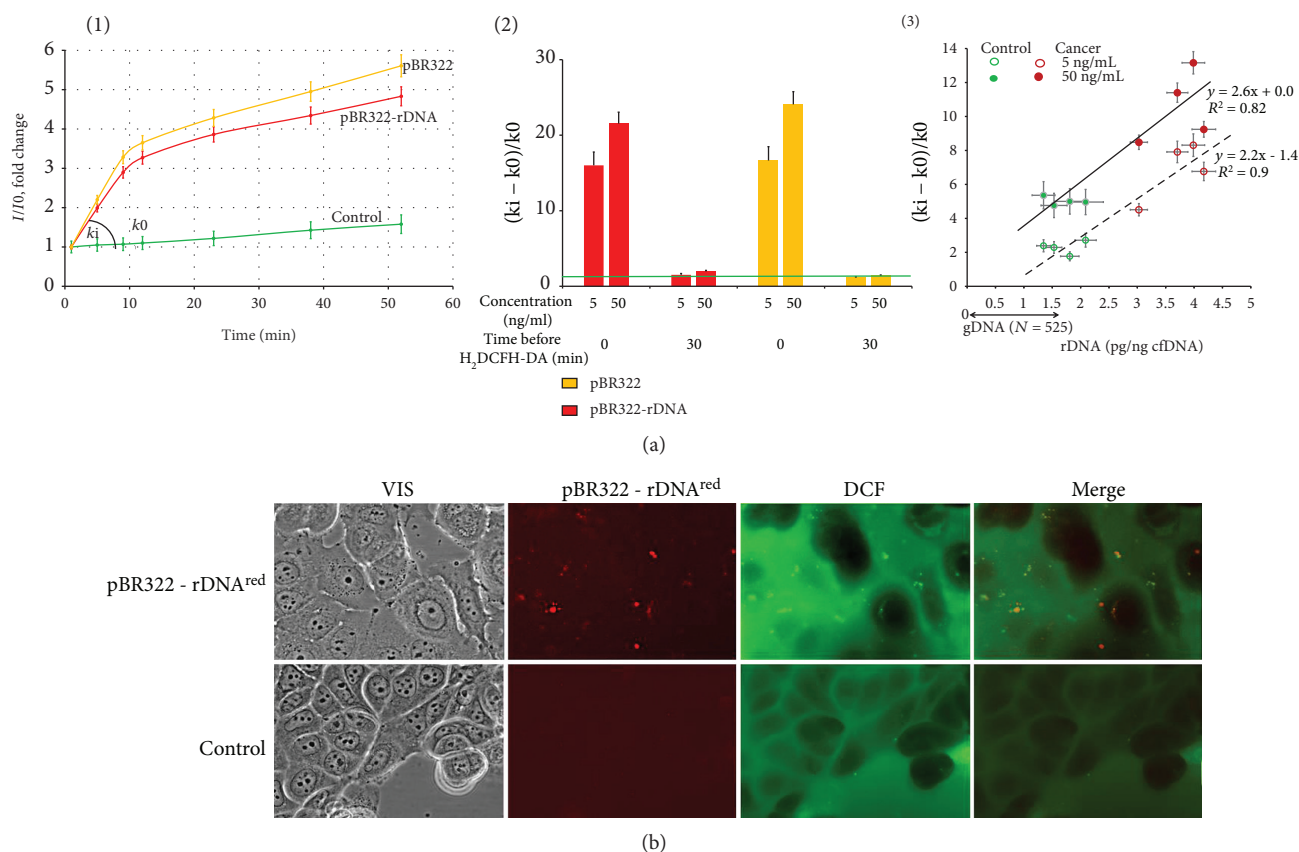 (1)
I/I0, fold change
6
5
4
3
2
1
0
0
10
20
30
40
50
60
Time (min)
pBR322
pBR322-rDNA
Control
ki
k0
(2)
(ki – k0)/k0
30
20
10
0
Concentration
(ng/ml)
5 50 5 50 5 50 5 50
Time before
H₂DCFH-DA (min)
0 30 0 30
pBR322
pBR322-rDNA
(3)
Control Cancer
5 ng/mL
50 ng/mL
(ki – k0)/k0
14
12
10
8
6
4
2
0
y = 2.6x + 0.0
R² = 0.82
y = 2.2x - 1.4
R² = 0.9
0 0.5 1 1.5 2 2.5 3 3.5 4 4.5 5
gDNA (N = 525)
rDNA (pg/ng cfDNA)
(a)
VIS
pBR322 - rDNAʳᵉᵈ
DCF
Merge
pBR322 - rDNAʳᵉᵈ
Control
(b)